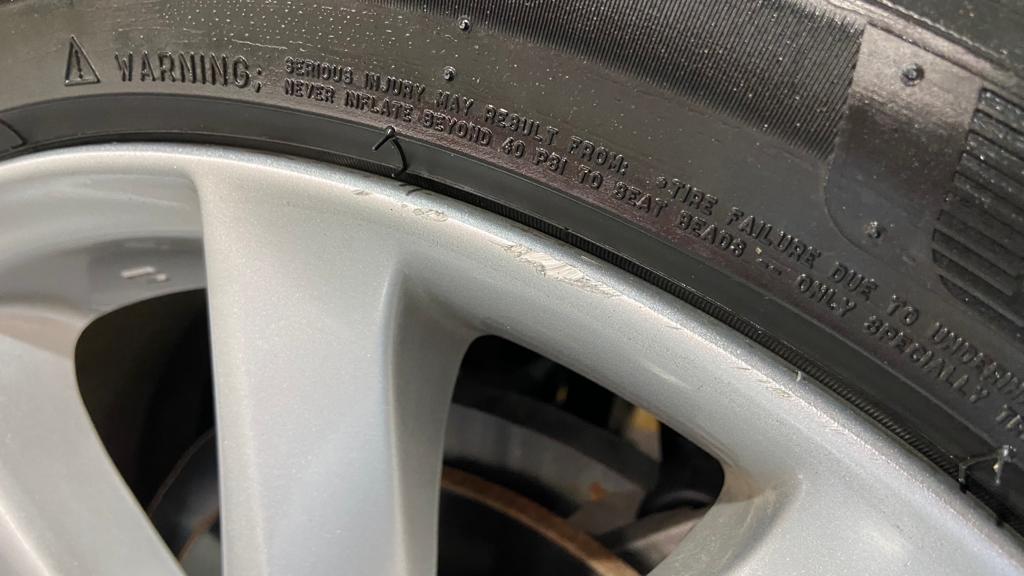 WARNING: SERIOUS INJURY MAY RESULT FROM: •TIRE FAILURE DUE TO
NEVER INFLATE BEYOND 40 PSI TO SEAT BEADS -- ONLY SPECIALLY